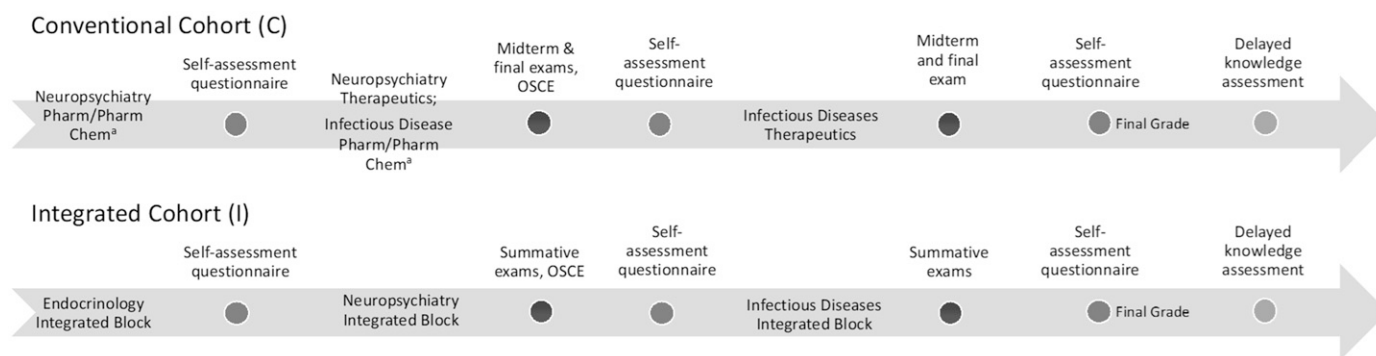 Conventional Cohort (C)
Neuropsychiatry
Pharm/Pharm
Chemᵃ
Self-assessment
questionnaire
Neuropsychiatry
Therapeutics;
Infectious Disease
Pharm/Pharm
Chemᵃ
Midterm &
final exams,
OSCE
Self-
assessment
questionnaire
Infectious Diseases
Therapeutics
Midterm
and final
exam
Self-
assessment
questionnaire
Final Grade
Delayed
knowledge
assessment
Integrated Cohort (I)
Endocrinology
Integrated Block
Self-assessment
questionnaire
Neuropsychiatry
Integrated Block
Summative
exams, OSCE
Self-
assessment
questionnaire
Infectious Diseases
Integrated Block
Summative
exams
Self-
assessment
questionnaire
Final Grade
Delayed
knowledge
assessment